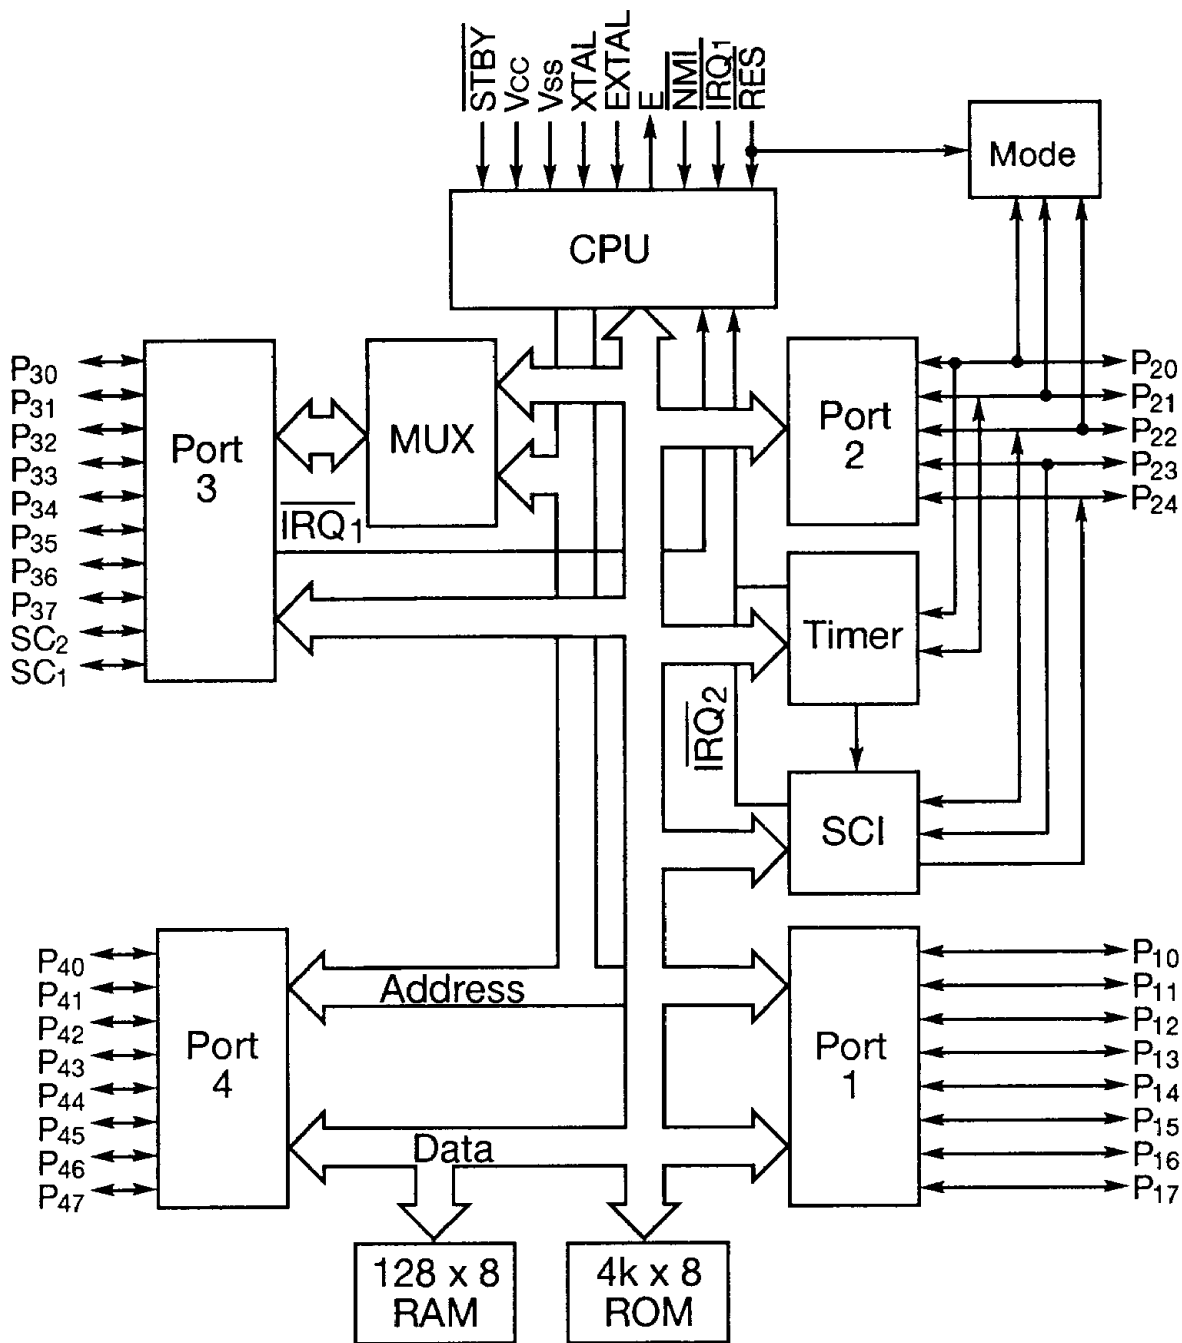 STBY
Vcc
Vss
XTAL
EXTAL
E
NMI
IRQ1
RES
Mode
CPU
P30
P31
P32
P33
P34
P35
P36
P37
SC2
SC1
Port
3
MUX
IRQ1
Port
2
P20
P21
P22
P23
P24
Timer
IRQ2
SCI
P40
P41
P42
P43
P44
P45
P46
P47
Port
4
Address
Data
Port
1
P10
P11
P12
P13
P14
P15
P16
P17
128 x 8
RAM
4k x 8
ROM